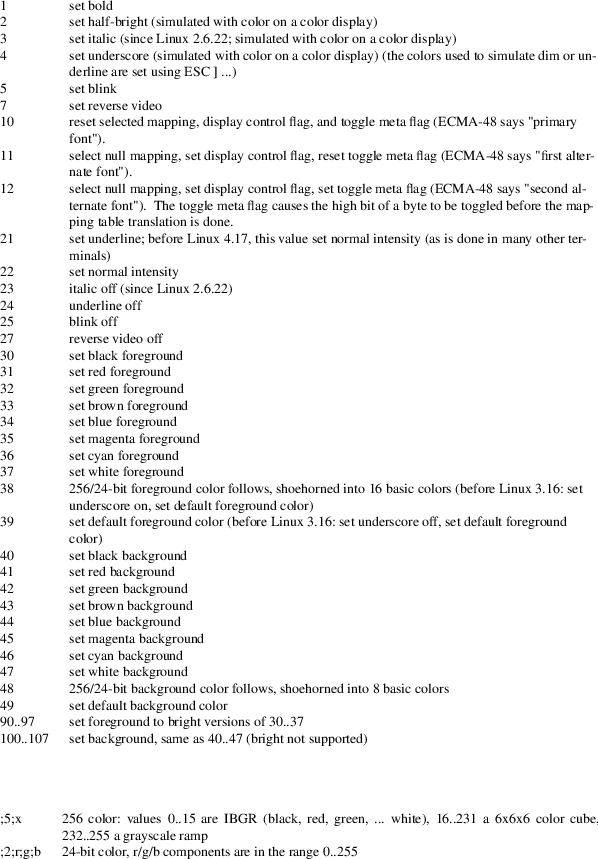 1 set bold
2 set half-bright (simulated with color on a color display)
3 set italic (since Linux 2.6.22; simulated with color on a color display)
4 set underscore (simulated with color on a color display) (the colors used to simulate dim or un-
derline are set using ESC ] ...)
5 set blink
7 set reverse video
10 reset selected mapping, display control flag, and toggle meta flag (ECMA-48 says "primary
font").
11 select null mapping, set display control flag, reset toggle meta flag (ECMA-48 says "first alter-
nate font").
12 select null mapping, set display control flag, set toggle meta flag (ECMA-48 says "second al-
ternate font"). The toggle meta flag causes the high bit of a byte to be toggled before the map-
ping table translation is done.
21 set underline; before Linux 4.17, this value set normal intensity (as is done in many other ter-
minals)
22 set normal intensity
23 italic off (since Linux 2.6.22)
24 underline off
25 blink off
27 reverse video off
30 set black foreground
31 set red foreground
32 set green foreground
33 set brown foreground
34 set blue foreground
35 set magenta foreground
36 set cyan foreground
37 set white foreground
38 256/24-bit foreground color follows, shoehorned into 16 basic colors (before Linux 3.16: set
underscore on, set default foreground color)
39 set default foreground color (before Linux 3.16: set underscore off, set default foreground
color)
40 set black background
41 set red background
42 set green background
43 set brown background
44 set blue background
45 set magenta background
46 set cyan background
47 set white background
48 256/24-bit background color follows, shoehorned into 8 basic colors
49 set default background color
90..97 set foreground to bright versions of 30..37
100..107 set background, same as 40..47 (bright not supported)
;5;x 256 color: values 0..15 are IBGR (black, red, green, ... white), 16..231 a 6x6x6 color cube,
232..255 a grayscale ramp
;2;r;g;b 24-bit color, r/g/b components are in the range 0..255